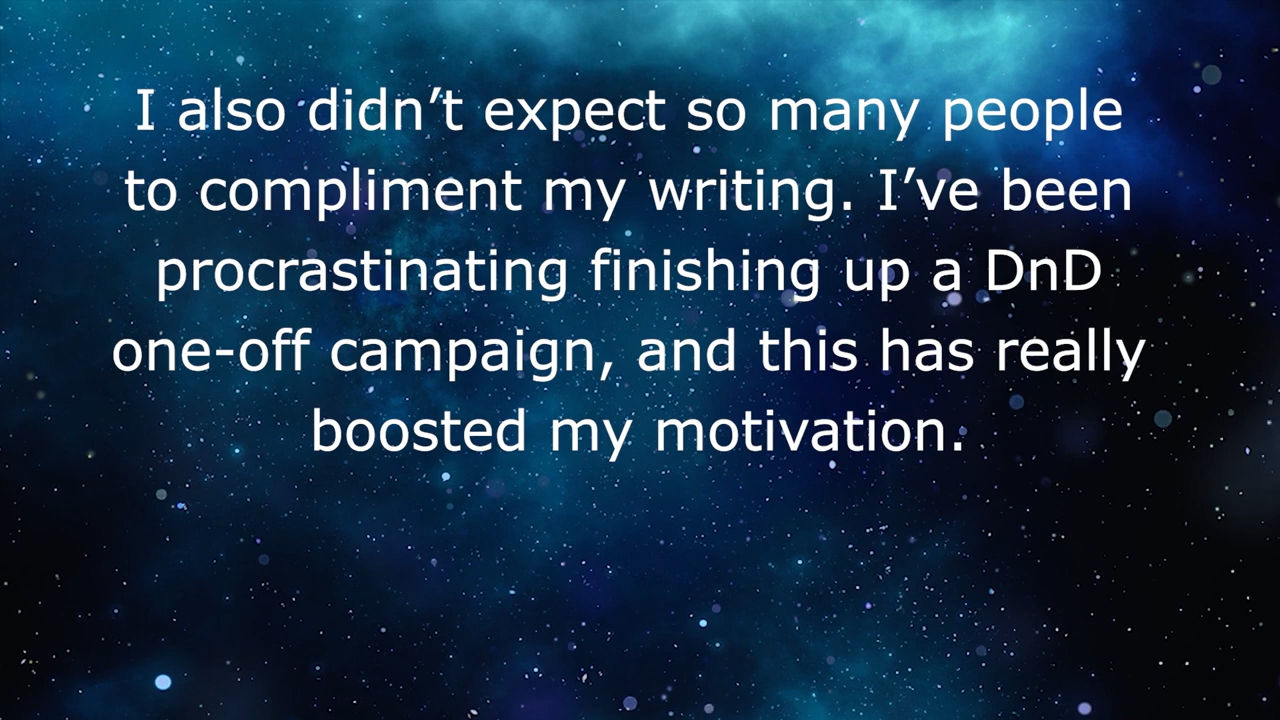 I also didn’t expect so many people
to compliment my writing. I’ve been
procrastinating finishing up a DnD
one-off campaign, and this has really
boosted my motivation.